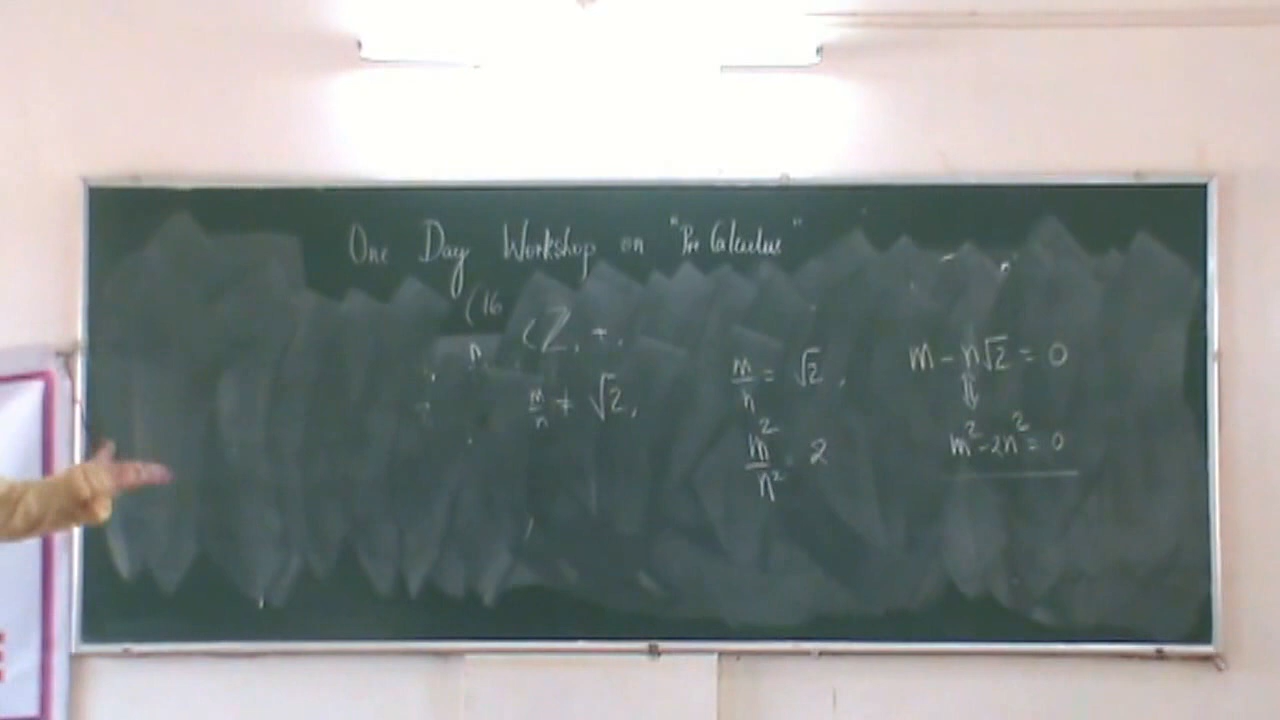 One Day Workshop on "Pre Calculus"
(16
n
(Z, +,
m/n ≠ √2,
m/n = √2,
m²/n² = 2
m - n√2 = 0
⇓
m² - 2n² = 0